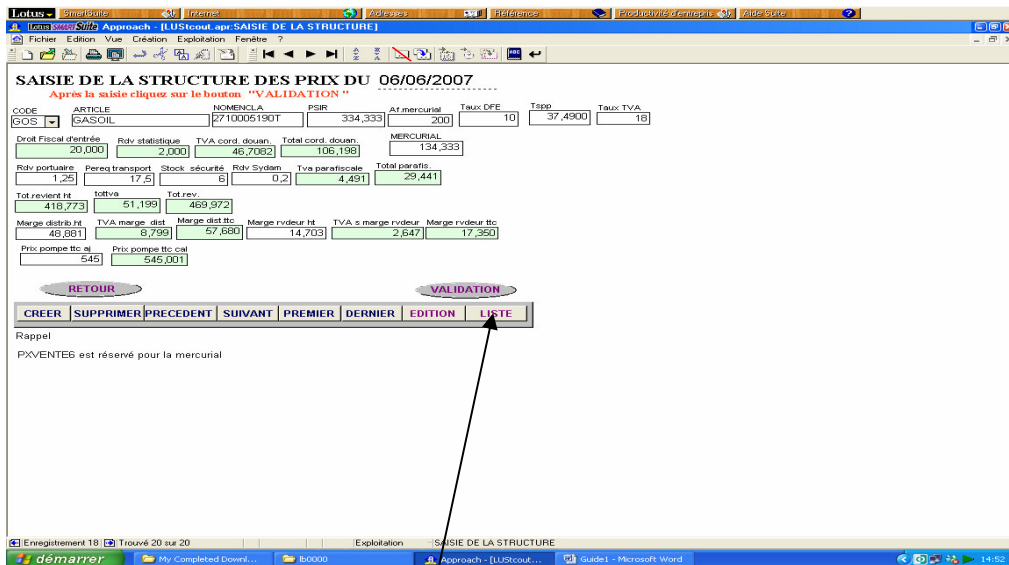 Lotus SmartSuite Internet Adresses Référence Productivité d'entrepris Aide Suite
Lotus SMARTSuite Approach - [LUStcout.apr:SAISIE DE LA STRUCTURE]
Fichier Edition Vue Création Exploitation Fenêtre ?
SAISIE DE LA STRUCTURE DES PRIX DU 06/06/2007
Après la saisie cliquez sur le bouton "VALIDATION "
CODE ARTICLE NOMENCLA PSIR Af.mercurial Taux DFE Tspp Taux TVA
GOS GASOIL 2710005190T 334,333 200 10 37,4900 18
Droit Fiscal d'entrée Rdv statistique TVA cord. douan. Total cord. douan. MERCURIAL
20,000 2,000 46,7082 106,198 134,333
Rdv portuaire Pereq transport Stock sécurité Rdv Sydam Tva parafiscale Total parafis.
1,25 17,5 6 0,2 4,491 29,441
Tot.revient ht tottva Tot.rev.
418,773 51,199 469,972
Marge distrib.ht TVA marge dist Marge dist.ttc Marge rvdeur ht TVA s marge rvdeur Marge rvdeur ttc
48,881 8,799 57,680 14,703 2,647 17,350
Prix pompe ttc aj Prix pompe ttc cal
545 545,001
RETOUR VALIDATION
CREER SUPPRIMER PRECEDENT SUIVANT PREMIER DERNIER EDITION LISTE
Rappel
PXVENTE6 est réservé pour la mercurial
Enregistrement 18 Trouvé 20 sur 20 Exploitation SAISIE DE LA STRUCTURE
démarrer My Completed Downl... lb0000 Approach - [LUStcout... Guide1 - Microsoft Word 14:52